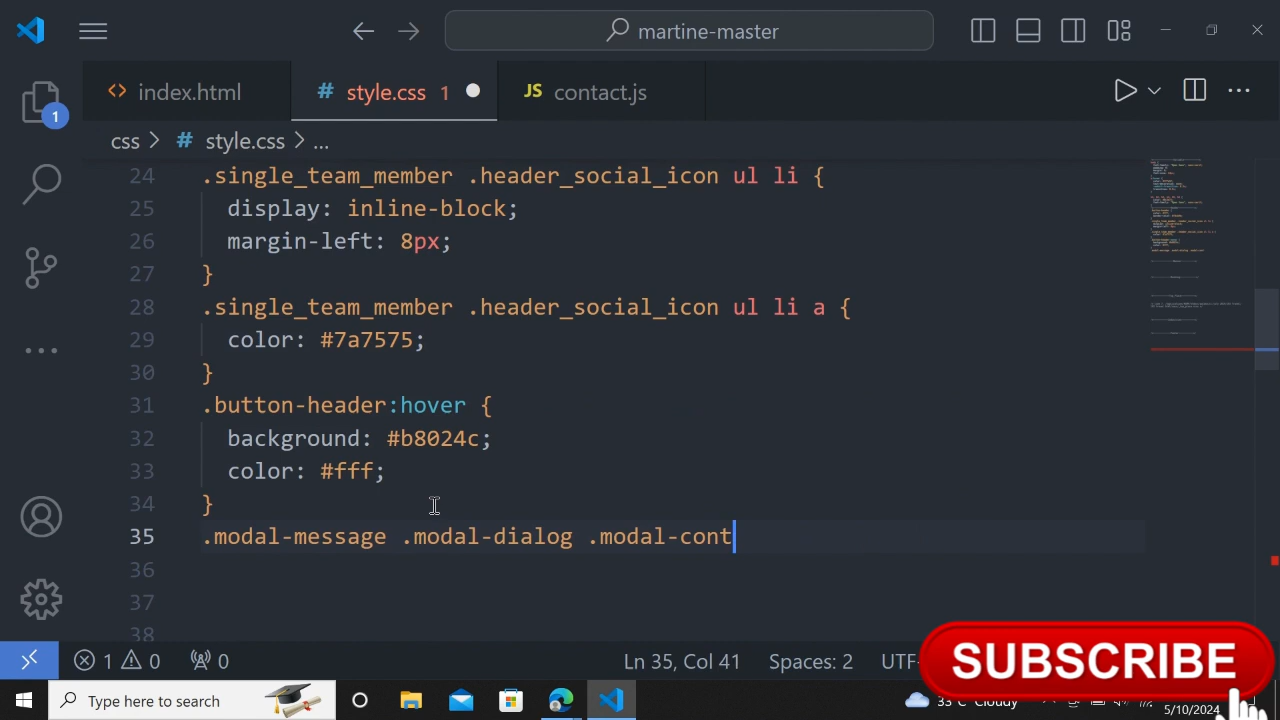 martine-master
index.html
style.css 1
JS contact.js
1
css > # style.css > ...
24 .single_team_member .header_social_icon ul li {
25 display: inline-block;
26 margin-left: 8px;
27 }
28 .single_team_member .header_social_icon ul li a {
29 color: #7a7575;
30 }
31 .button-header:hover {
32 background: #b8024c;
33 color: #fff;
34 }
35 .modal-message .modal-dialog .modal-cont
36
37
38
1 0 0 Ln 35, Col 41 Spaces: 2 UTF-
SUBSCRIBE
Type here to search
33°C Cloudy
5/10/2024